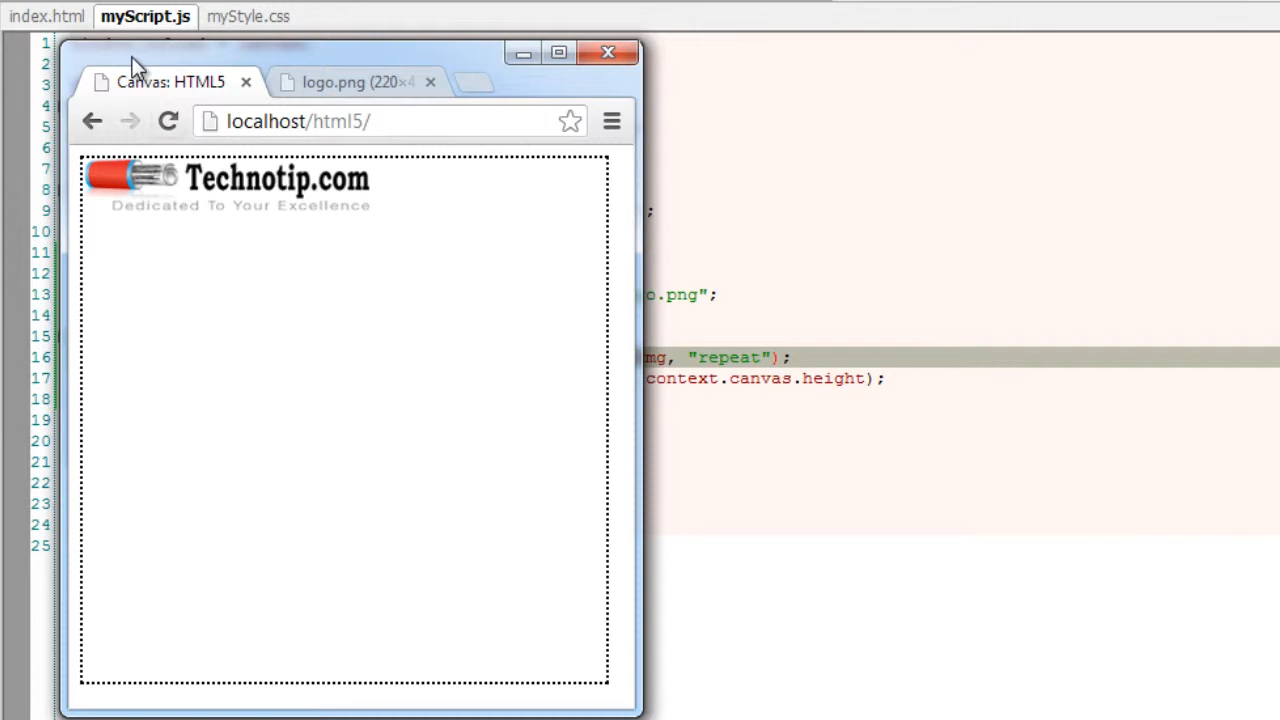 index.html myScript.js myStyle.css
1
2
Canvas: HTML5 logo.png (220×4
3
4
localhost/html5/
5
6
7
Technotip.com
8
Dedicated To Your Excellence
9 ;
10
11
12
13 o.png";
14
15
16 mg, "repeat");
17 context.canvas.height);
18
19
20
21
22
23
24
25